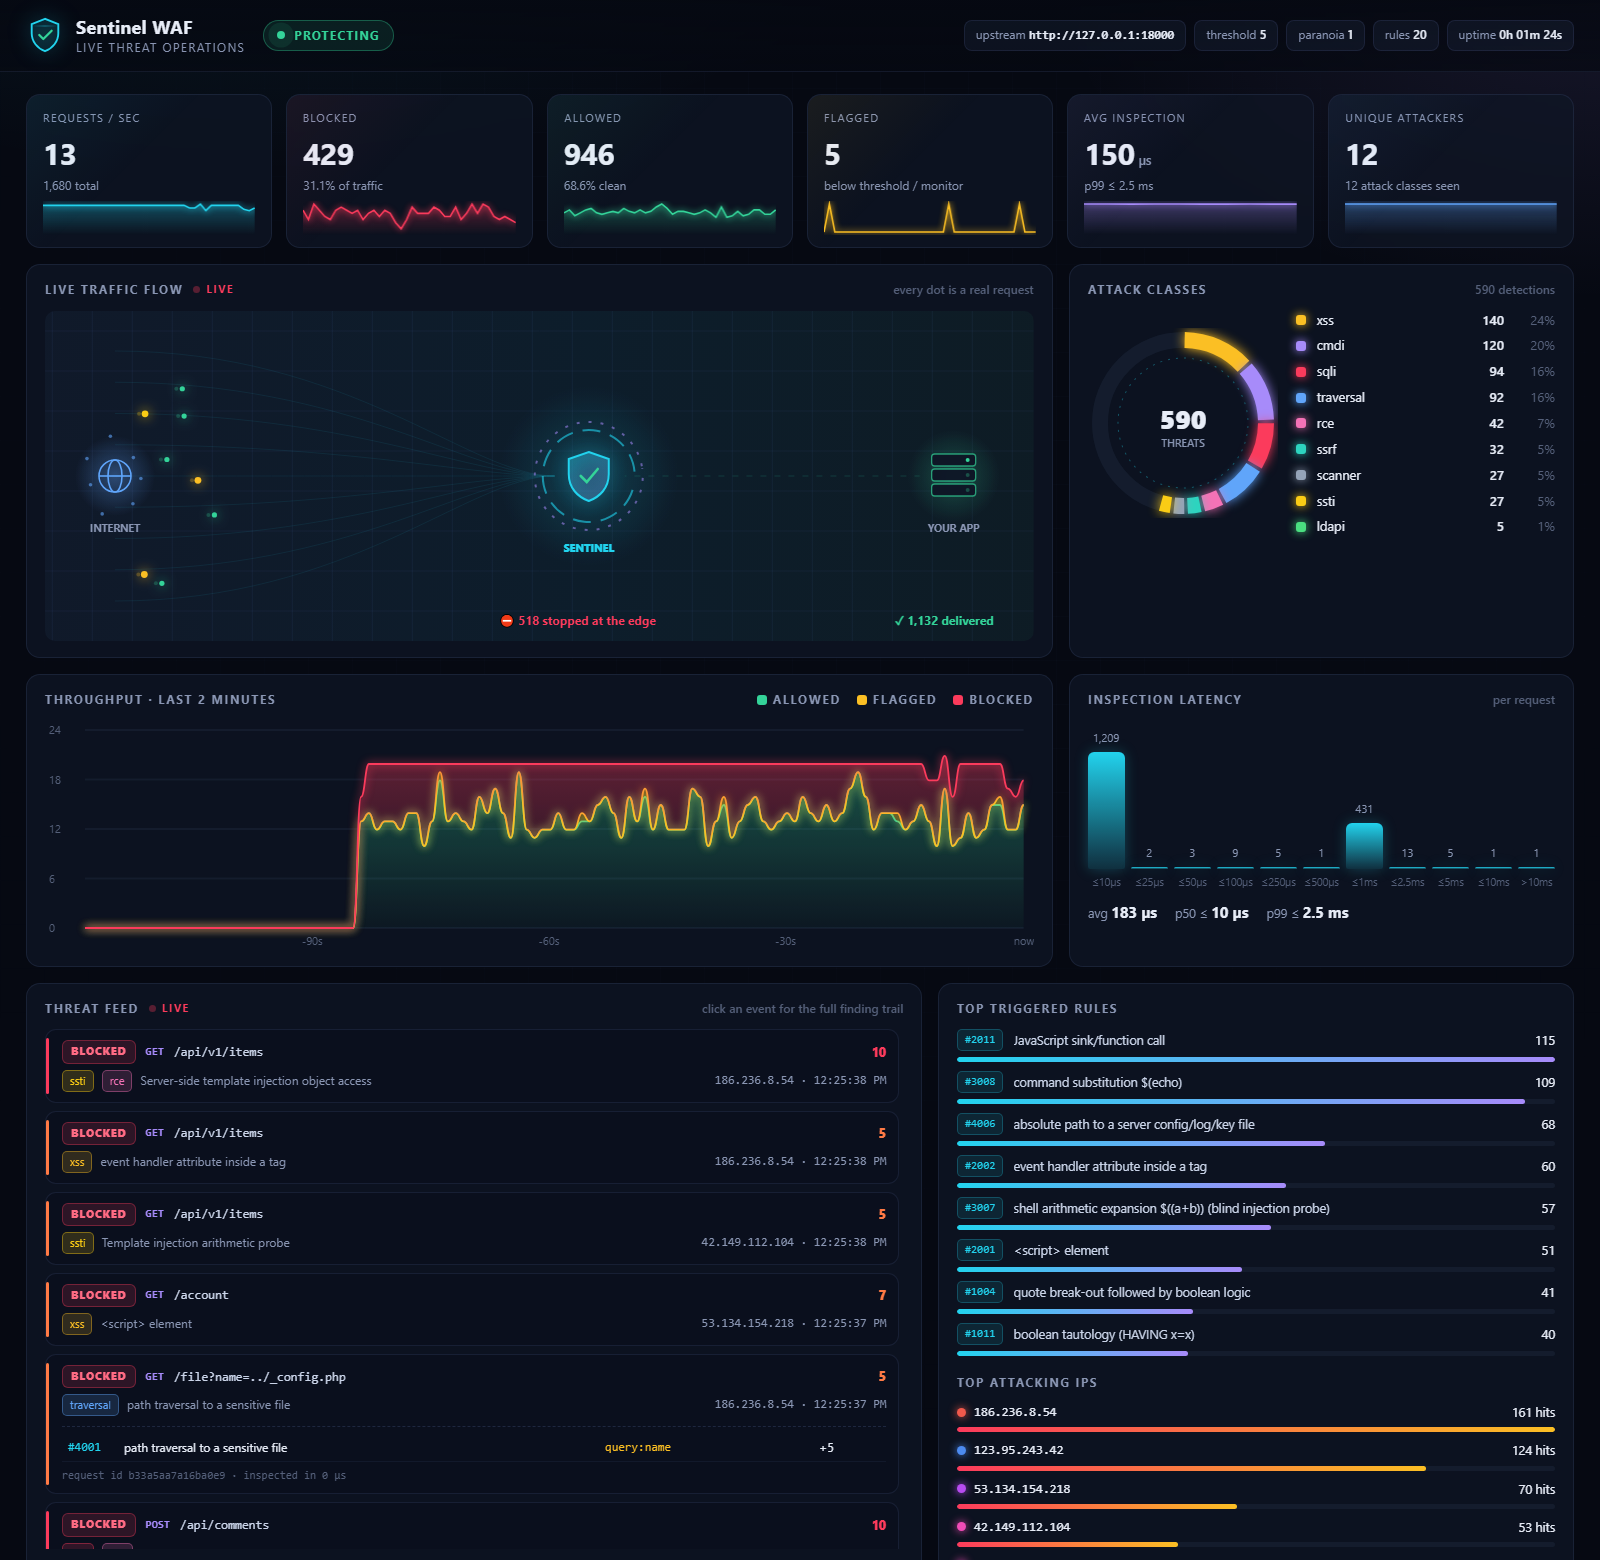 Sentinel WAF
LIVE THREAT OPERATIONS
PROTECTING
upstream http://127.0.0.1:18000
threshold 5
paranoia 1
rules 20
uptime 0h 01m 24s
REQUESTS / SEC
13
1,680 total
BLOCKED
429
31.1% of traffic
ALLOWED
946
68.6% clean
FLAGGED
5
below threshold / monitor
AVG INSPECTION
150 µs
p99 ≤ 2.5 ms
UNIQUE ATTACKERS
12
12 attack classes seen
LIVE TRAFFIC FLOW LIVE
every dot is a real request
INTERNET
SENTINEL
YOUR APP
518 stopped at the edge
✓ 1,132 delivered
ATTACK CLASSES
590 detections
590
THREATS
xss 140 24%
cmdi 120 20%
sqli 94 16%
traversal 92 16%
rce 42 7%
ssrf 32 5%
scanner 27 5%
ssti 27 5%
ldapi 5 1%
THROUGHPUT · LAST 2 MINUTES
ALLOWED FLAGGED BLOCKED
24
18
12
6
0
-90s -60s -30s now
INSPECTION LATENCY
per request
1,209 2 3 9 5 1 431 13 5 1 1
≤10µs ≤25µs ≤50µs ≤100µs ≤250µs ≤500µs ≤1ms ≤2.5ms ≤5ms ≤10ms >10ms
avg 183 µs p50 ≤ 10 µs p99 ≤ 2.5 ms
THREAT FEED LIVE
click an event for the full finding trail
BLOCKED GET /api/v1/items 10
ssti rce Server-side template injection object access 186.236.8.54 · 12:25:38 PM
BLOCKED GET /api/v1/items 5
xss event handler attribute inside a tag 186.236.8.54 · 12:25:38 PM
BLOCKED GET /api/v1/items 5
ssti Template injection arithmetic probe 42.149.112.104 · 12:25:38 PM
BLOCKED GET /account 7
xss <script> element 53.134.154.218 · 12:25:37 PM
BLOCKED GET /file?name=../_config.php 5
traversal path traversal to a sensitive file 186.236.8.54 · 12:25:37 PM
#4001 path traversal to a sensitive file query:name +5
request id b33a5aa7a16ba0e9 · inspected in 0 µs
BLOCKED POST /api/comments 10
TOP TRIGGERED RULES
#2011 JavaScript sink/function call 115
#3008 command substitution $(echo) 109
#4006 absolute path to a server config/log/key file 68
#2002 event handler attribute inside a tag 60
#3007 shell arithmetic expansion $((a+b)) (blind injection probe) 57
#2001 <script> element 51
#1004 quote break-out followed by boolean logic 41
#1011 boolean tautology (HAVING x=x) 40
TOP ATTACKING IPS
186.236.8.54 161 hits
123.95.243.42 124 hits
53.134.154.218 70 hits
42.149.112.104 53 hits